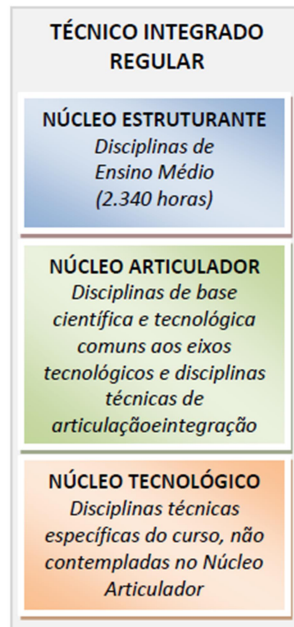 TÉCNICO INTEGRADO
REGULAR
NÚCLEO ESTRUTURANTE
Disciplinas de
Ensino Médio
(2.340 horas)
NÚCLEO ARTICULADOR
Disciplinas de base
científica e tecnológica
comuns aos eixos
tecnológicos e disciplinas
técnicas de
articulaçãoeintegração
NÚCLEO TECNOLÓGICO
Disciplinas técnicas
específicas do curso, não
contempladas no Núcleo
Articulador